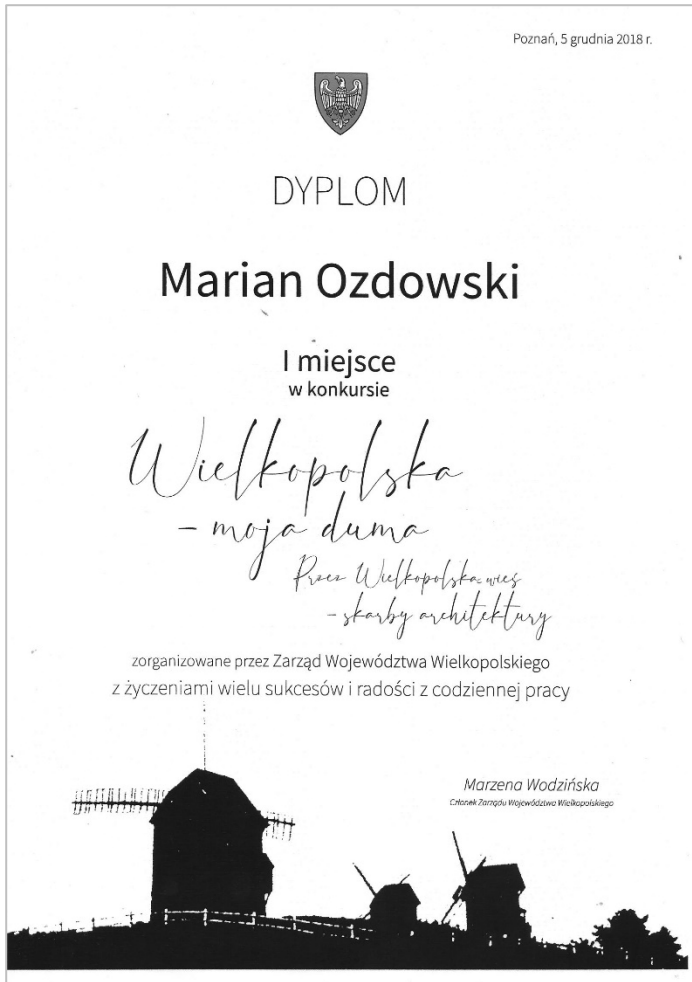 Poznań, 5 grudnia 2018 r.
DYPLOM
Marian Ozdowski
I miejsce
w konkursie
Wielkopolska
– moja duma
Przez Wielkopolską wieś
– skarby architektury
zorganizowane przez Zarząd Województwa Wielkopolskiego
z życzeniami wielu sukcesów i radości z codziennej pracy
Marzena Wodzińska
Członek Zarządu Województwa Wielkopolskiego